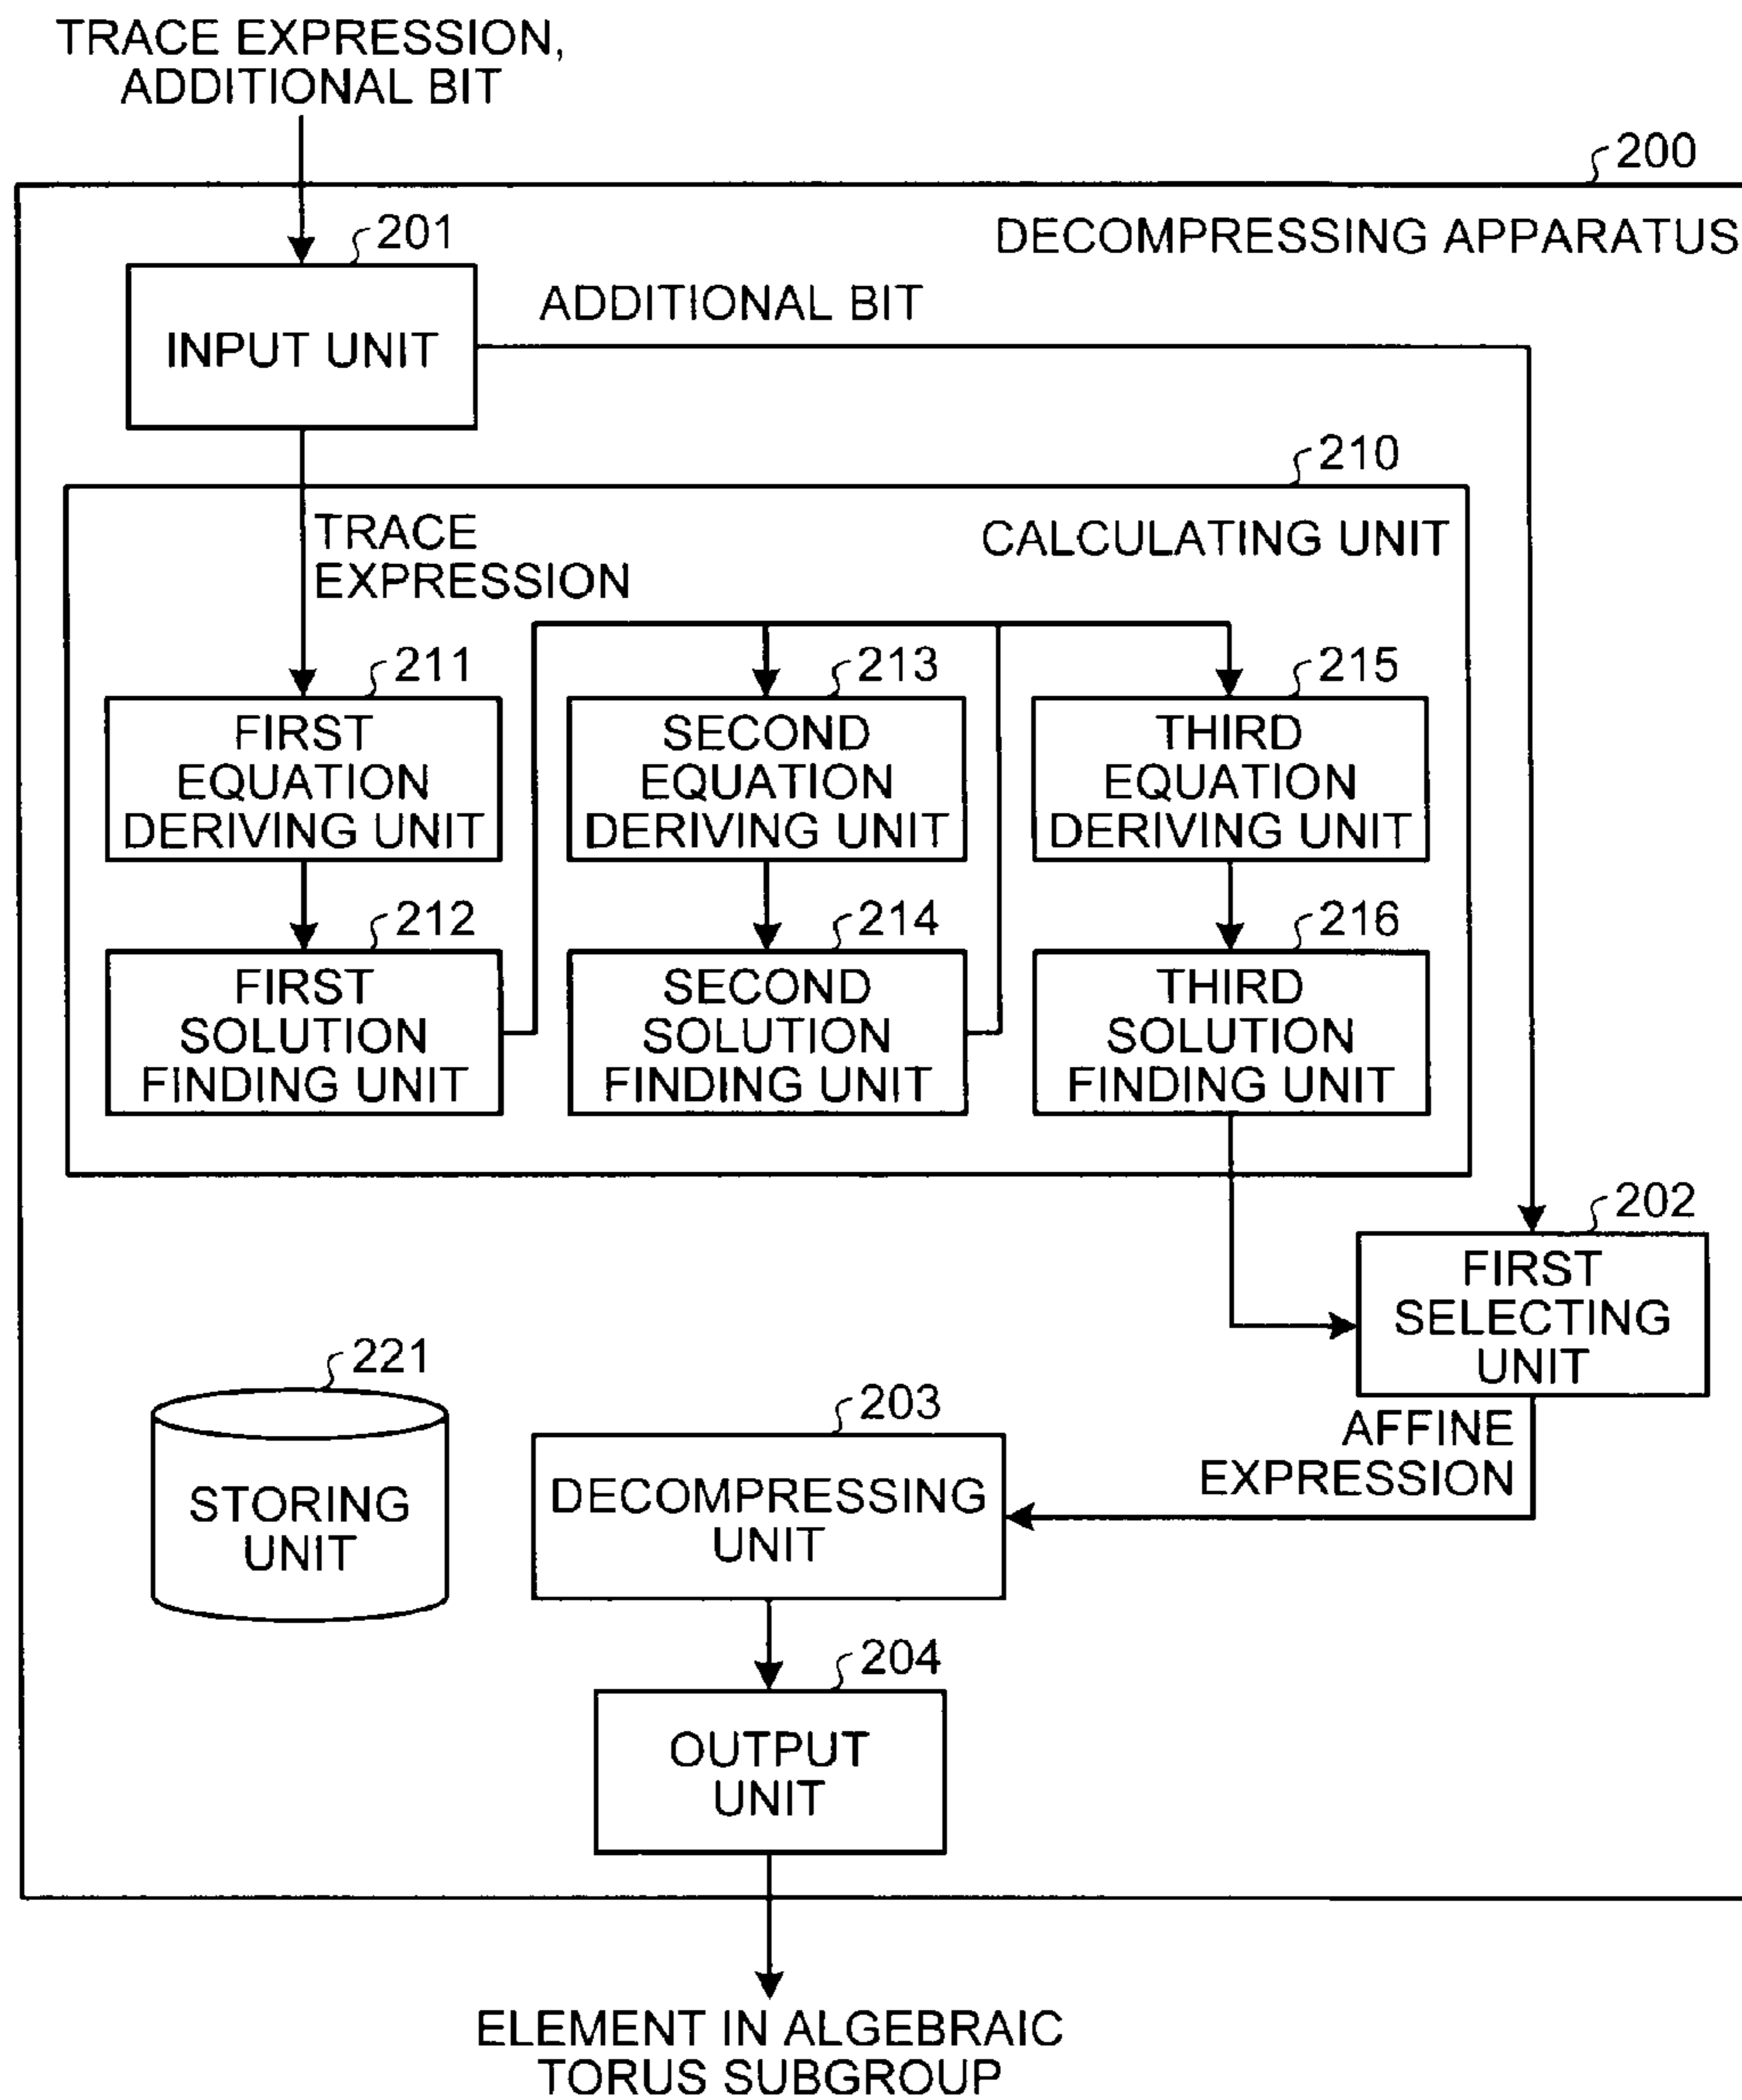 TRACE EXPRESSION,
ADDITIONAL BIT
200
DECOMPRESSING APPARATUS
201
INPUT UNIT
ADDITIONAL BIT
210
CALCULATING UNIT
TRACE
EXPRESSION
211
FIRST
EQUATION
DERIVING UNIT
213
SECOND
EQUATION
DERIVING UNIT
215
THIRD
EQUATION
DERIVING UNIT
212
FIRST
SOLUTION
FINDING UNIT
214
SECOND
SOLUTION
FINDING UNIT
216
THIRD
SOLUTION
FINDING UNIT
202
FIRST
SELECTING
UNIT
AFFINE
EXPRESSION
221
STORING
UNIT
203
DECOMPRESSING
UNIT
204
OUTPUT
UNIT
ELEMENT IN ALGEBRAIC
TORUS SUBGROUP